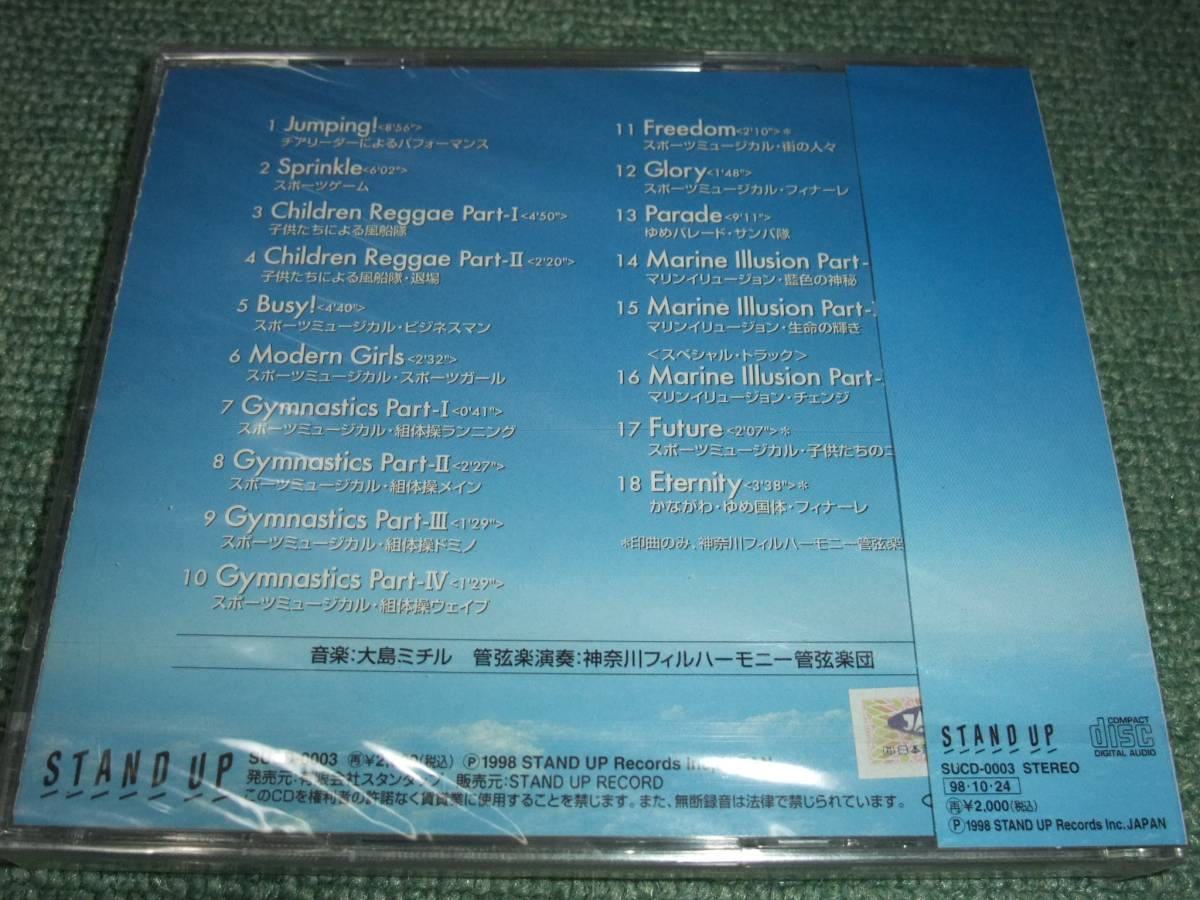 1 Jumping!<8'56">
チアリーダーによるパフォーマンス
2 Sprinkle<6'02">
スポーツゲーム
3 Children Reggae Part-I<4'50">
子供たちによる風船隊
4 Children Reggae Part-II<2'20">
子供たちによる風船隊・退場
5 Busy!<4'40">
スポーツミュージカル・ビジネスマン
6 Modern Girls<2'32">
スポーツミュージカル・スポーツガール
7 Gymnastics Part-I<0'41">
スポーツミュージカル・組体操ランニング
8 Gymnastics Part-II<2'27">
スポーツミュージカル・組体操メイン
9 Gymnastics Part-III<1'29">
スポーツミュージカル・組体操ドミノ
10 Gymnastics Part-IV<1'29">
スポーツミュージカル・組体操ウェイブ
11 Freedom<2'10">*
スポーツミュージカル・街の人々
12 Glory<1'48">
スポーツミュージカル・フィナーレ
13 Parade<9'11">
ゆめパレード・サンバ隊
14 Marine Illusion Part-
マリンイリュージョン・藍色の神秘
15 Marine Illusion Part-
マリンイリュージョン・生命の輝き
<スペシャル・トラック>
16 Marine Illusion Part-
マリンイリュージョン・チェンジ
17 Future<2'07">*
スポーツミュージカル・子供たちの
18 Eternity<3'38">*
かながわ・ゆめ国体・フィナーレ
*印曲のみ、神奈川フィルハーモニー管弦楽
音楽:大島ミチル 管弦楽演奏:神奈川フィルハーモニー管弦楽団
STAND UP
0003 再¥2, (税込) Ⓟ1998 STAND UP Records Inc.
発売元: 限会社スタンダ プ 販売元:STAND UP RECORD
このCDを権利者の許諾なく賃貸業に使用することを禁じます。また、無断録音は法律で禁じられています。
日本
STAND UP
COMPACT
disc
DIGITAL AUDIO
SUCD-0003 STEREO
98・10・24
再¥2,000(税込)
Ⓟ1998 STAND UP Records Inc. JAPAN